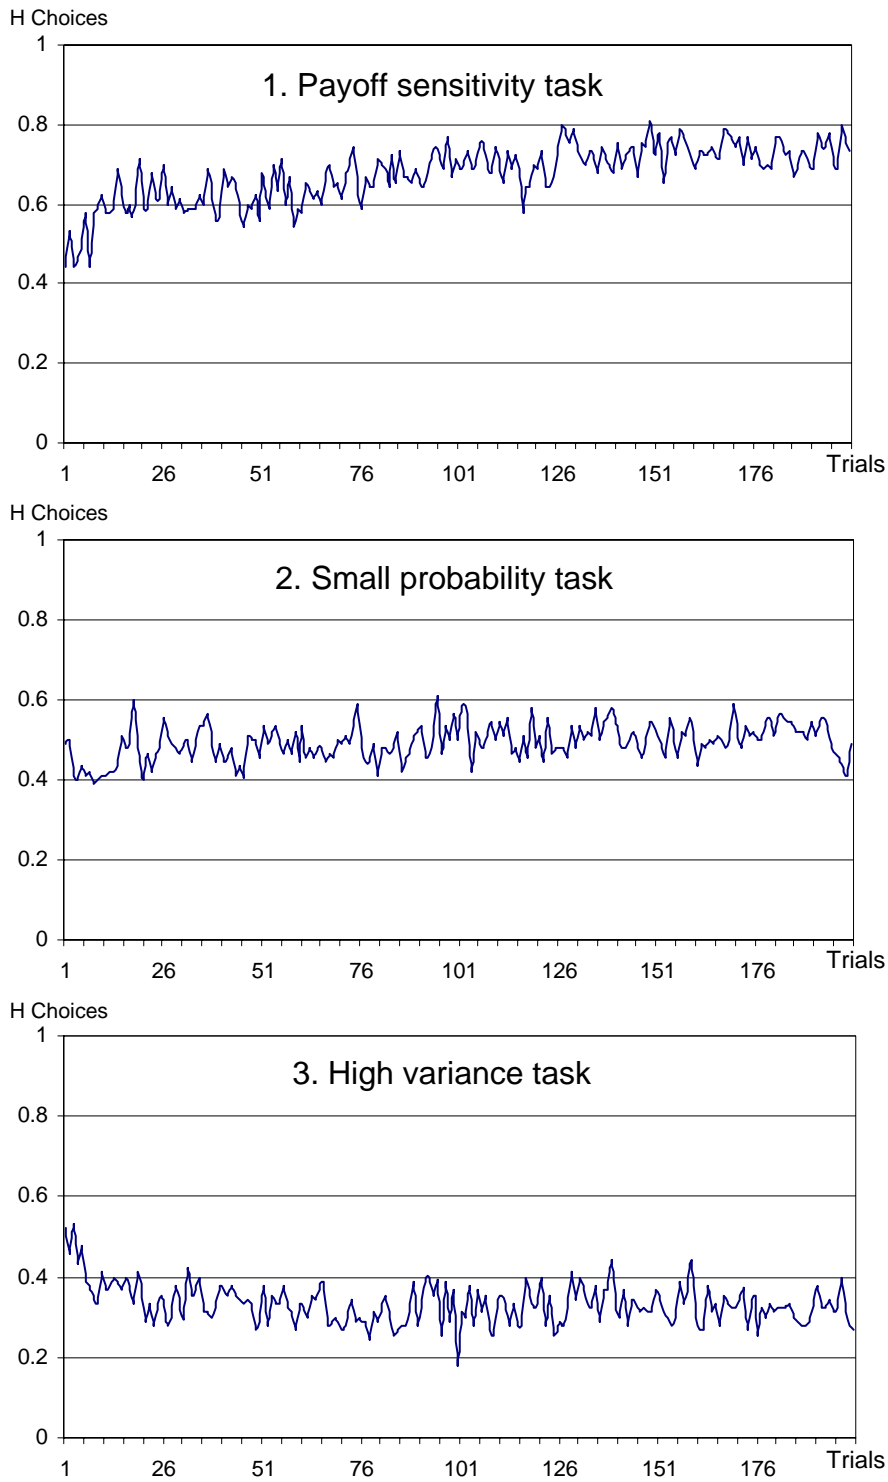 H Choices
1
1. Payoff sensitivity task
0.8
0.6
0.4
0.2
0
1 26 51 76 101 126 151 176 Trials
H Choices
1
2. Small probability task
0.8
0.6
0.4
0.2
0
1 26 51 76 101 126 151 176 Trials
H Choices
1
3. High variance task
0.8
0.6
0.4
0.2
0
1 26 51 76 101 126 151 176 Trials